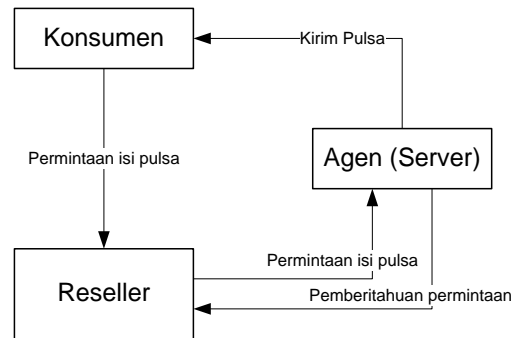 Konsumen
Kirim Pulsa
Permintaan isi pulsa
Agen (Server)
Permintaan isi pulsa
Reseller
Pemberitahuan permintaan